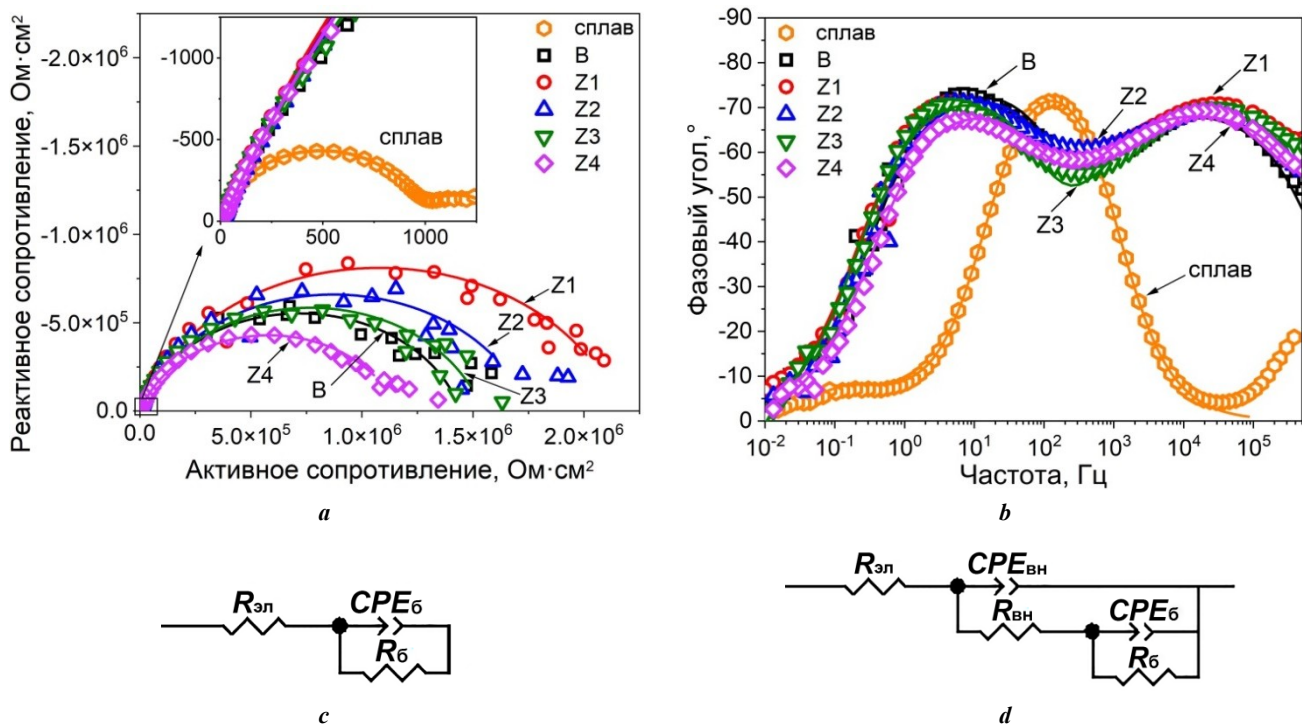 -2.0×10⁶
-1.5×10⁶
-1.0×10⁶
-5.0×10⁵
0.0
Реактивное сопротивление, Ом·см²
-1000
-500
0
0
500
1000
сплав
сплав
B
Z1
Z2
Z3
Z4
Z1
Z2
Z3
B
Z4
0.0
5.0×10⁵
1.0×10⁶
1.5×10⁶
2.0×10⁶
Активное сопротивление, Ом·см²
a
-90
-80
-70
-60
-50
-40
-30
-20
-10
0
Фазовый угол,°
сплав
B
Z1
Z2
Z3
Z4
B
Z2
Z1
Z4
Z3
сплав
10⁻²
10⁻¹
10⁰
10¹
10²
10³
10⁴
10⁵
Частота, Гц
b
Rэл
CPEб
Rб
c
Rэл
CPEвн
Rвн
CPEб
Rб
d